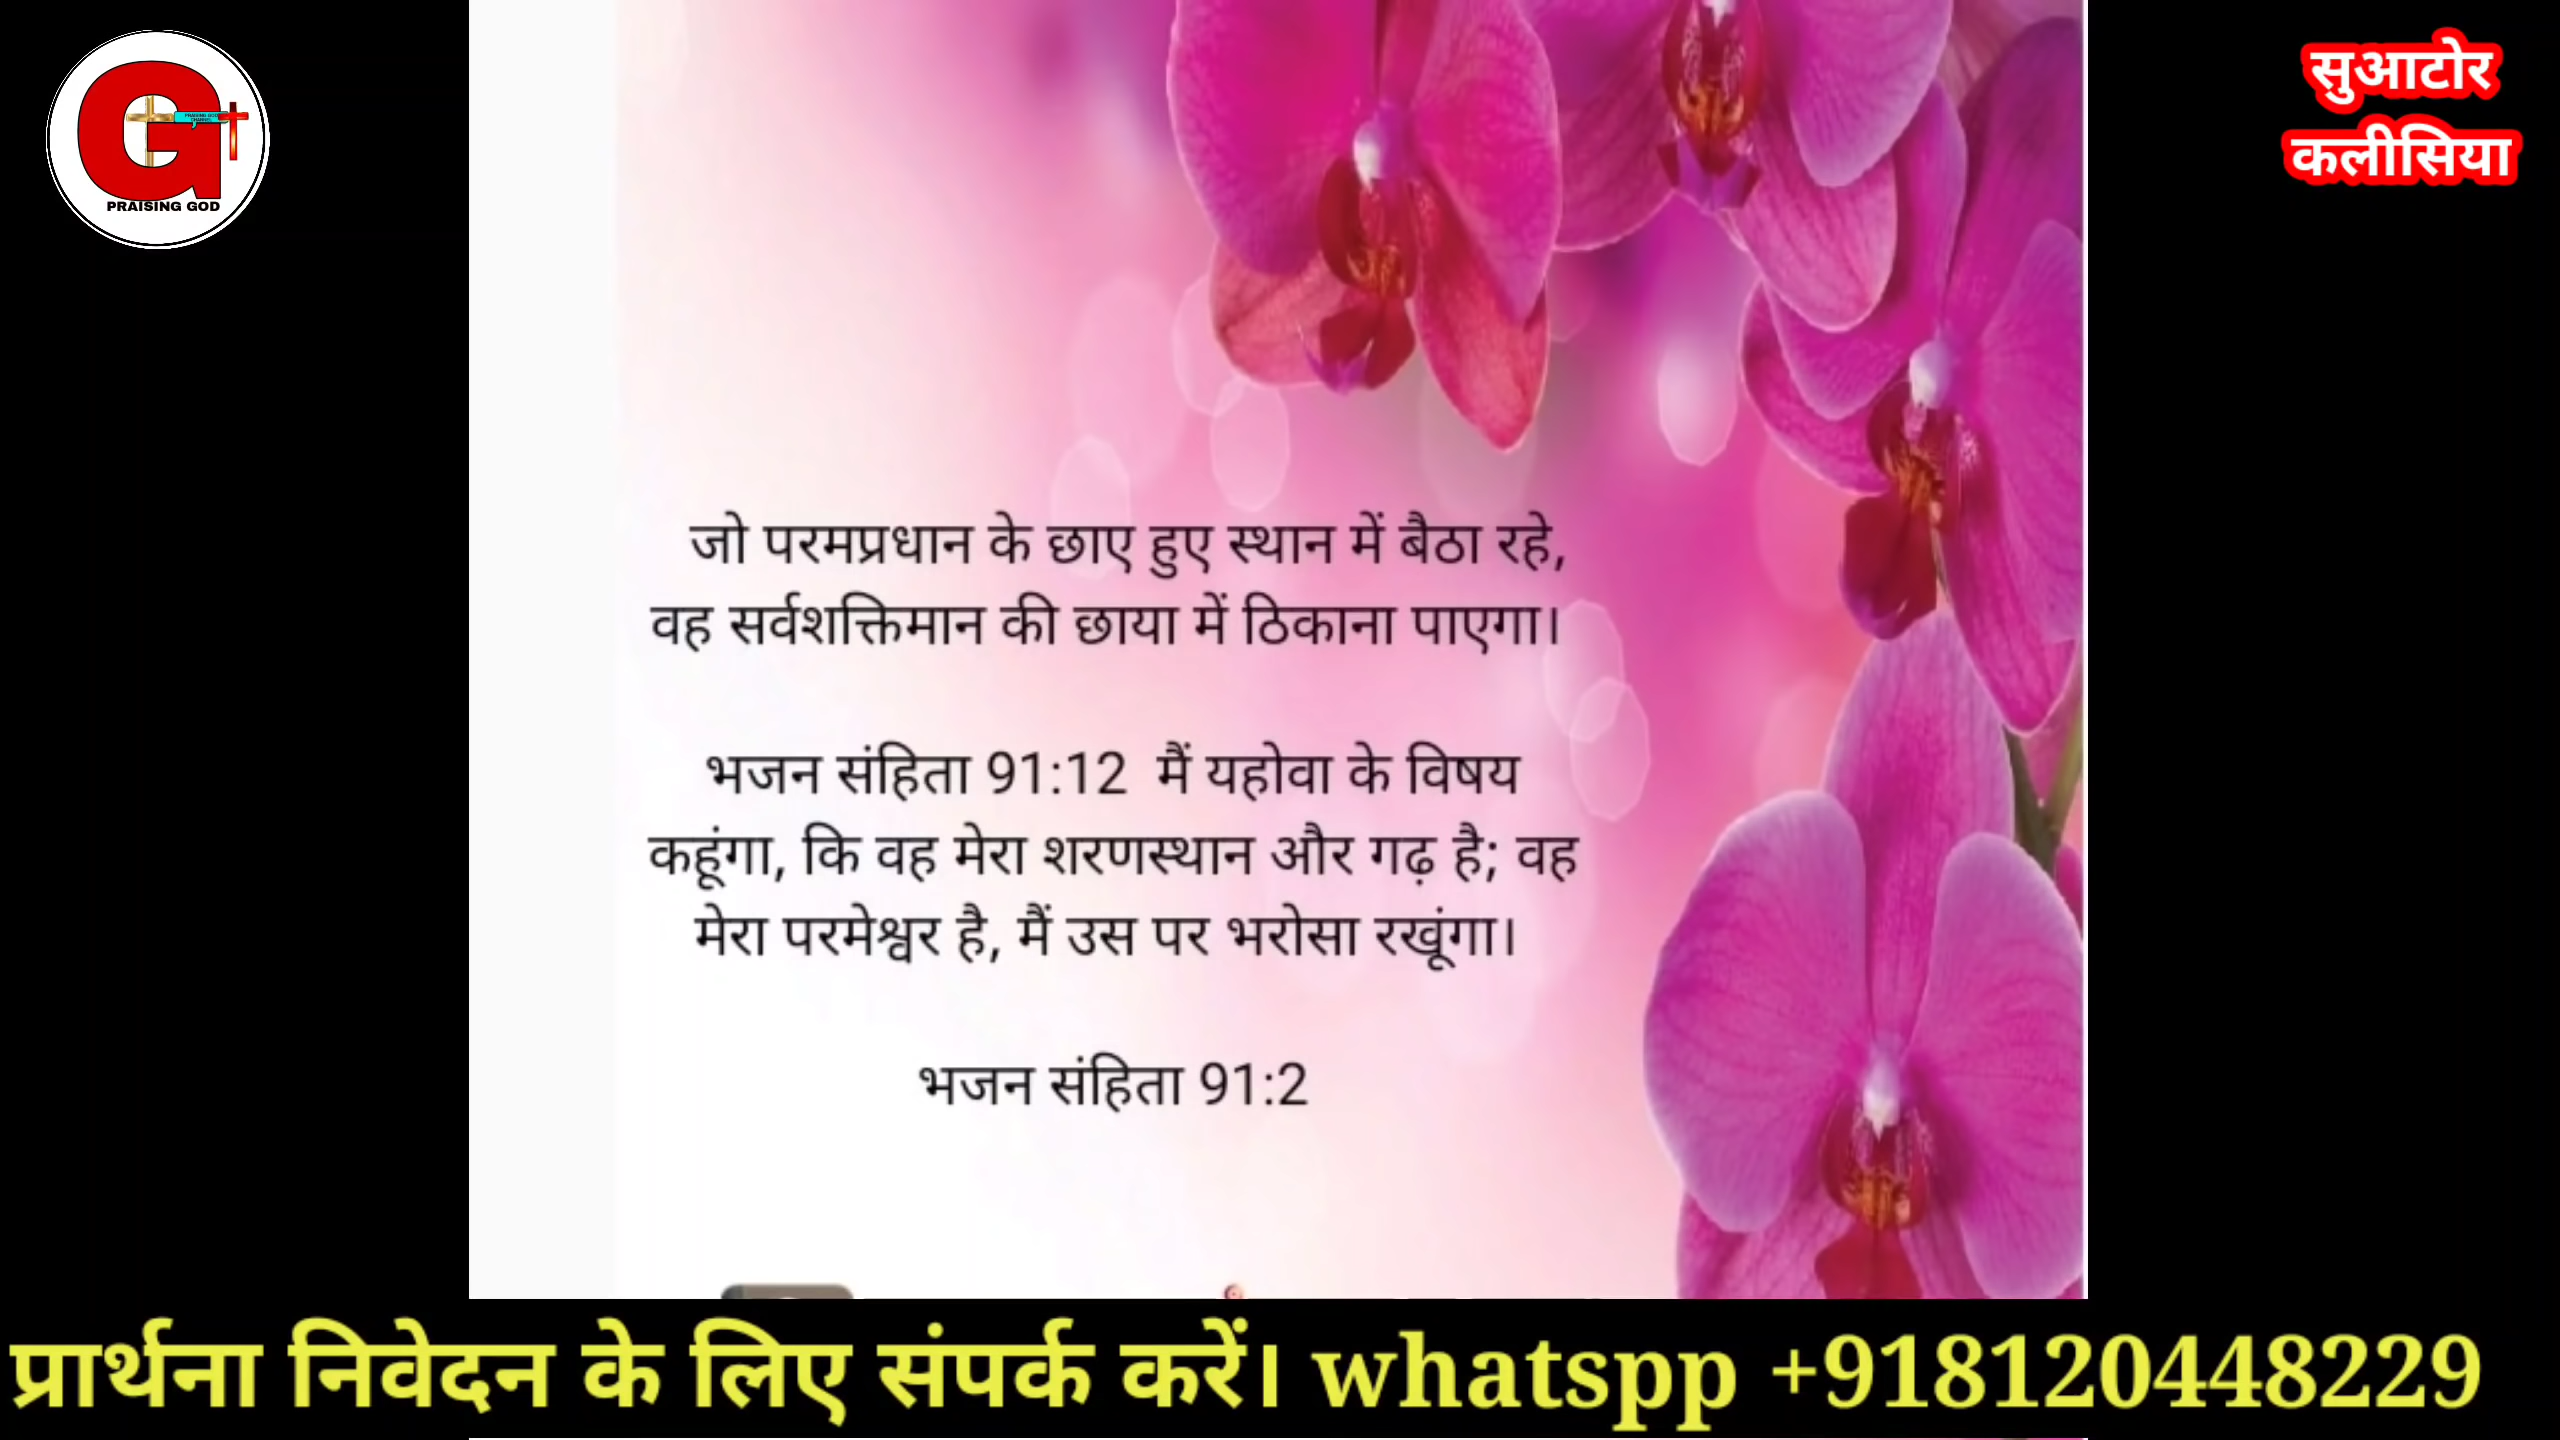 PRAISING GOD
सुआटोर
कलीसिया
जो परमप्रधान के छाए हुए स्थान में बैठा रहे,
वह सर्वशक्तिमान की छाया में ठिकाना पाएगा।
भजन संहिता 91:12 मैं यहोवा के विषय
कहूंगा, कि वह मेरा शरणस्थान और गढ़ है; वह
मेरा परमेश्वर है, मैं उस पर भरोसा रखूंगा।
भजन संहिता 91:2
प्रार्थना निवेदन के लिए संपर्क करें। whatspp +918120448229